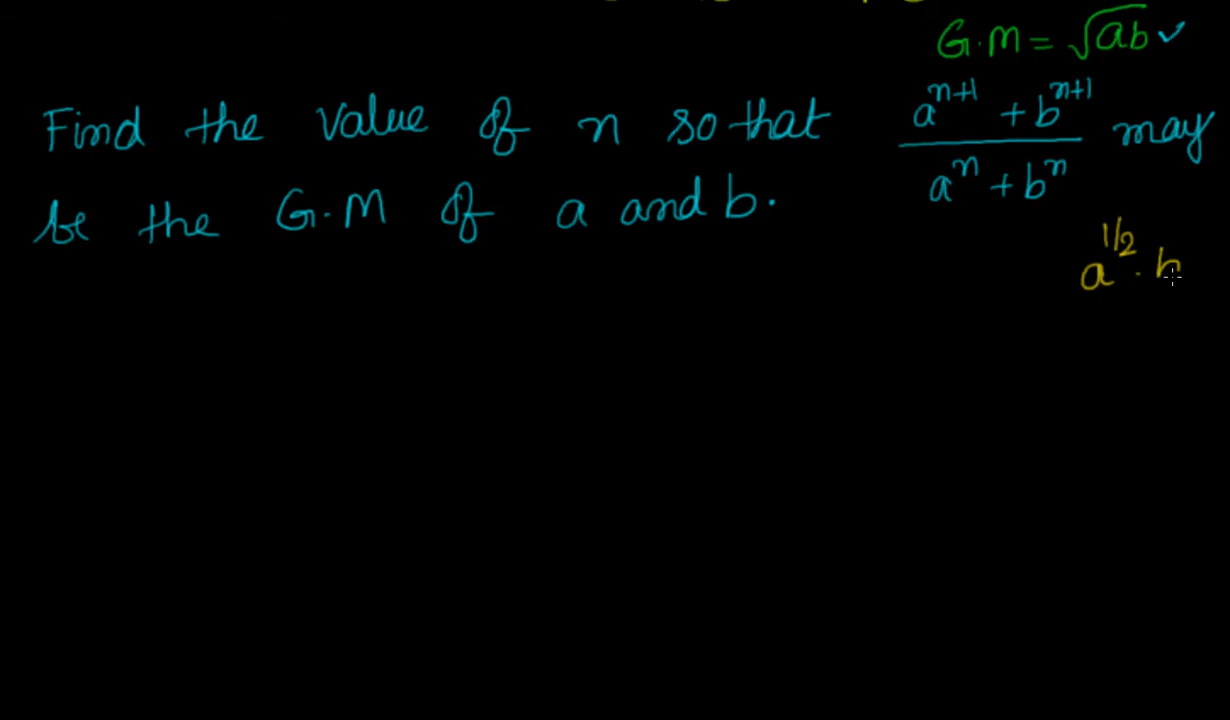 G.M = √ab ✓
Find the value of n so that (a^(n+1) + b^(n+1))/(a^n + b^n) may
be the G.M of a and b.
a^(1/2) . b